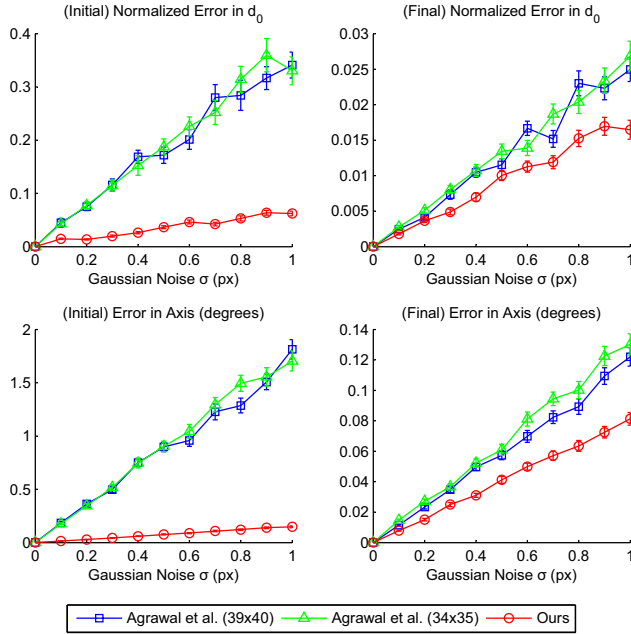 (Initial) Normalized Error in d₀
0.4
0.3
0.2
0.1
0
0 0.2 0.4 0.6 0.8 1
Gaussian Noise σ (px)
(Final) Normalized Error in d₀
0.03
0.025
0.02
0.015
0.01
0.005
0
0 0.2 0.4 0.6 0.8 1
Gaussian Noise σ (px)
(Initial) Error in Axis (degrees)
2
1.5
1
0.5
0
0 0.2 0.4 0.6 0.8 1
Gaussian Noise σ (px)
(Final) Error in Axis (degrees)
0.14
0.12
0.1
0.08
0.06
0.04
0.02
0
0 0.2 0.4 0.6 0.8 1
Gaussian Noise σ (px)
Agrawal et al. (39x40) Agrawal et al. (34x35) Ours